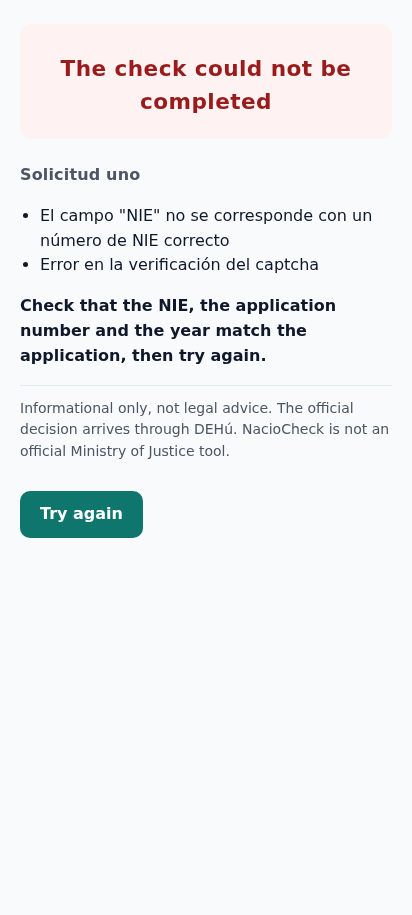 The check could not be
completed
Solicitud uno
• El campo "NIE" no se corresponde con un
número de NIE correcto
• Error en la verificación del captcha
Check that the NIE, the application
number and the year match the
application, then try again.
Informational only, not legal advice. The official
decision arrives through DEHú. NacioCheck is not an
official Ministry of Justice tool.
Try again